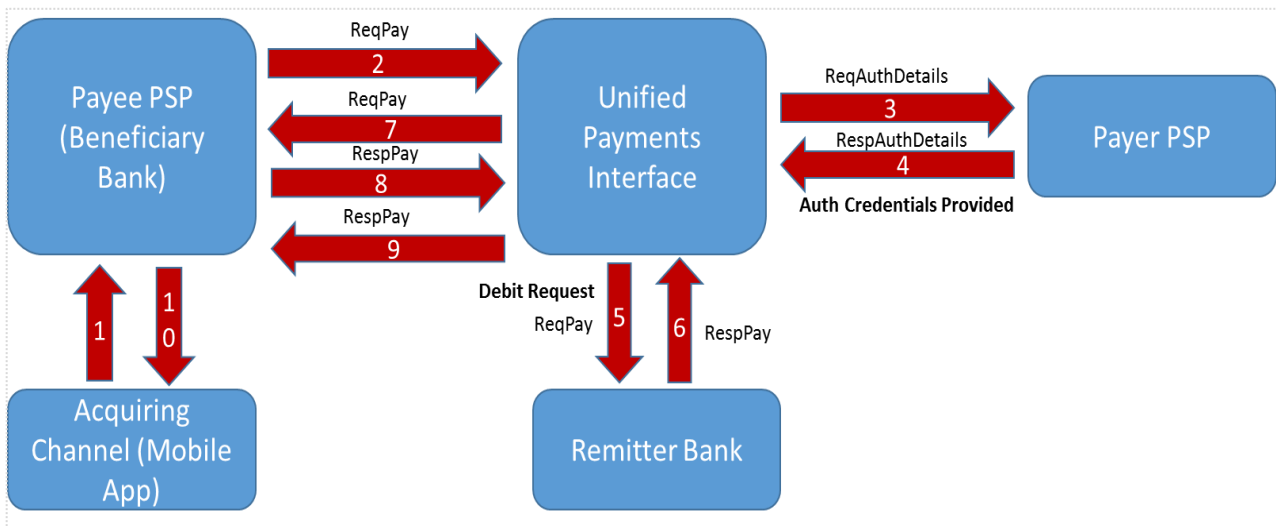 ReqPay
2
ReqPay
7
RespPay
8
RespPay
9
Payee PSP
(Beneficiary
Bank)
Unified
Payments
Interface
ReqAuthDetails
3
RespAuthDetails
4
Auth Credentials Provided
Payer PSP
1
1
0
Debit Request
ReqPay
5
6
RespPay
Acquiring
Channel (Mobile
App)
Remitter Bank